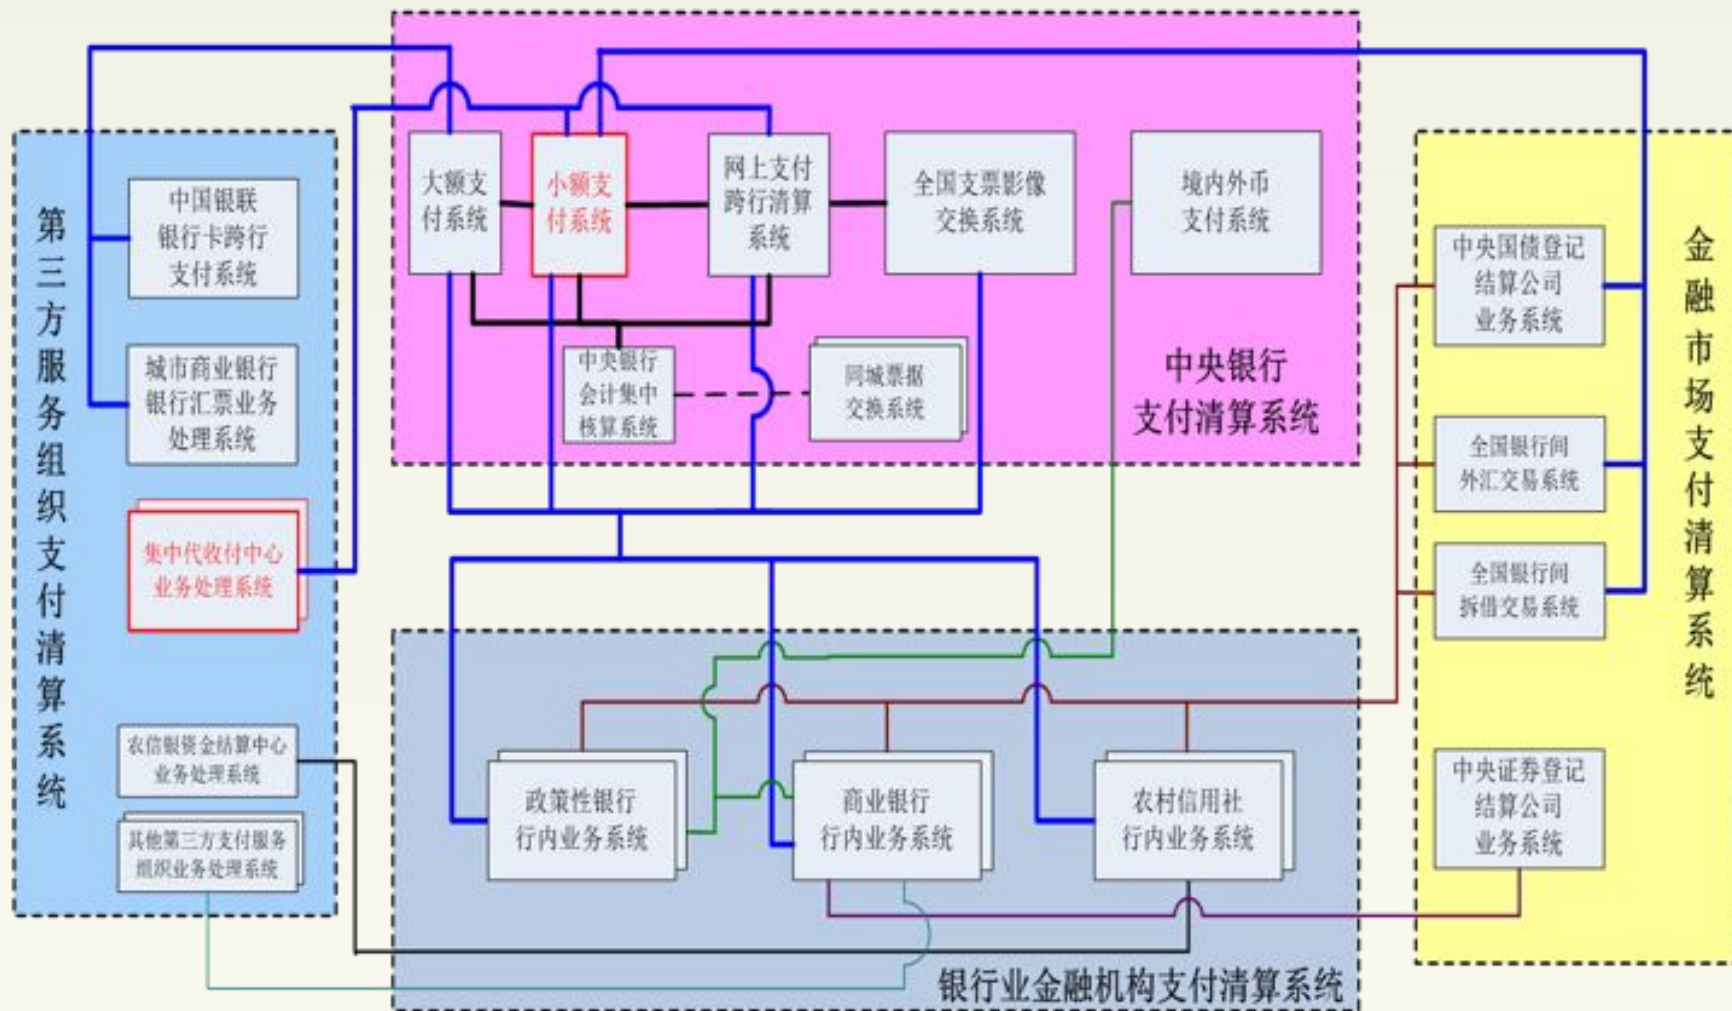 第三方服务组织支付清算系统
中国银联
银行卡跨行
支付系统
城市商业银行
银行汇票业务
处理系统
集中代收付中心
业务处理系统
农信银资金结算中心
业务处理系统
其他第三方支付服务
组织业务处理系统
大额支
付系统
小额支
付系统
网上支付
跨行清算
系统
全国支票影像
交换系统
境内外币
支付系统
中央银行
会计集中
核算系统
同城票据
交换系统
中央银行
支付清算系统
政策性银行
行内业务系统
商业银行
行内业务系统
农村信用社
行内业务系统
银行业金融机构支付清算系统
中央国债登记
结算公司
业务系统
全国银行间
外汇交易系统
全国银行间
拆借交易系统
中央证券登记
结算公司
业务系统
金融市场支付清算系统